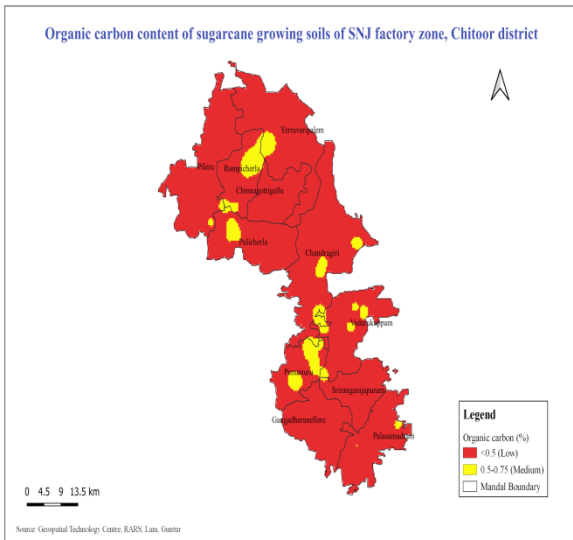 Organic carbon content of sugarcane growing soils of SNJ factory zone, Chitoor district
Yerravaripalem
Pileru
Rompicherla
Chinnagottigallu
Pulicherla
Chandragiri
Vedurukuppam
Penumuru
Srirangarajapuram
Gangadharanellore
Palasamudram
Legend
Organic carbon (%)
<0.5 (Low)
0.5-0.75 (Medium)
Mandal Boundary
0 4.5 9 13.5 km
Source: Geospatial Technology Centre, RARS, Lam, Guntur